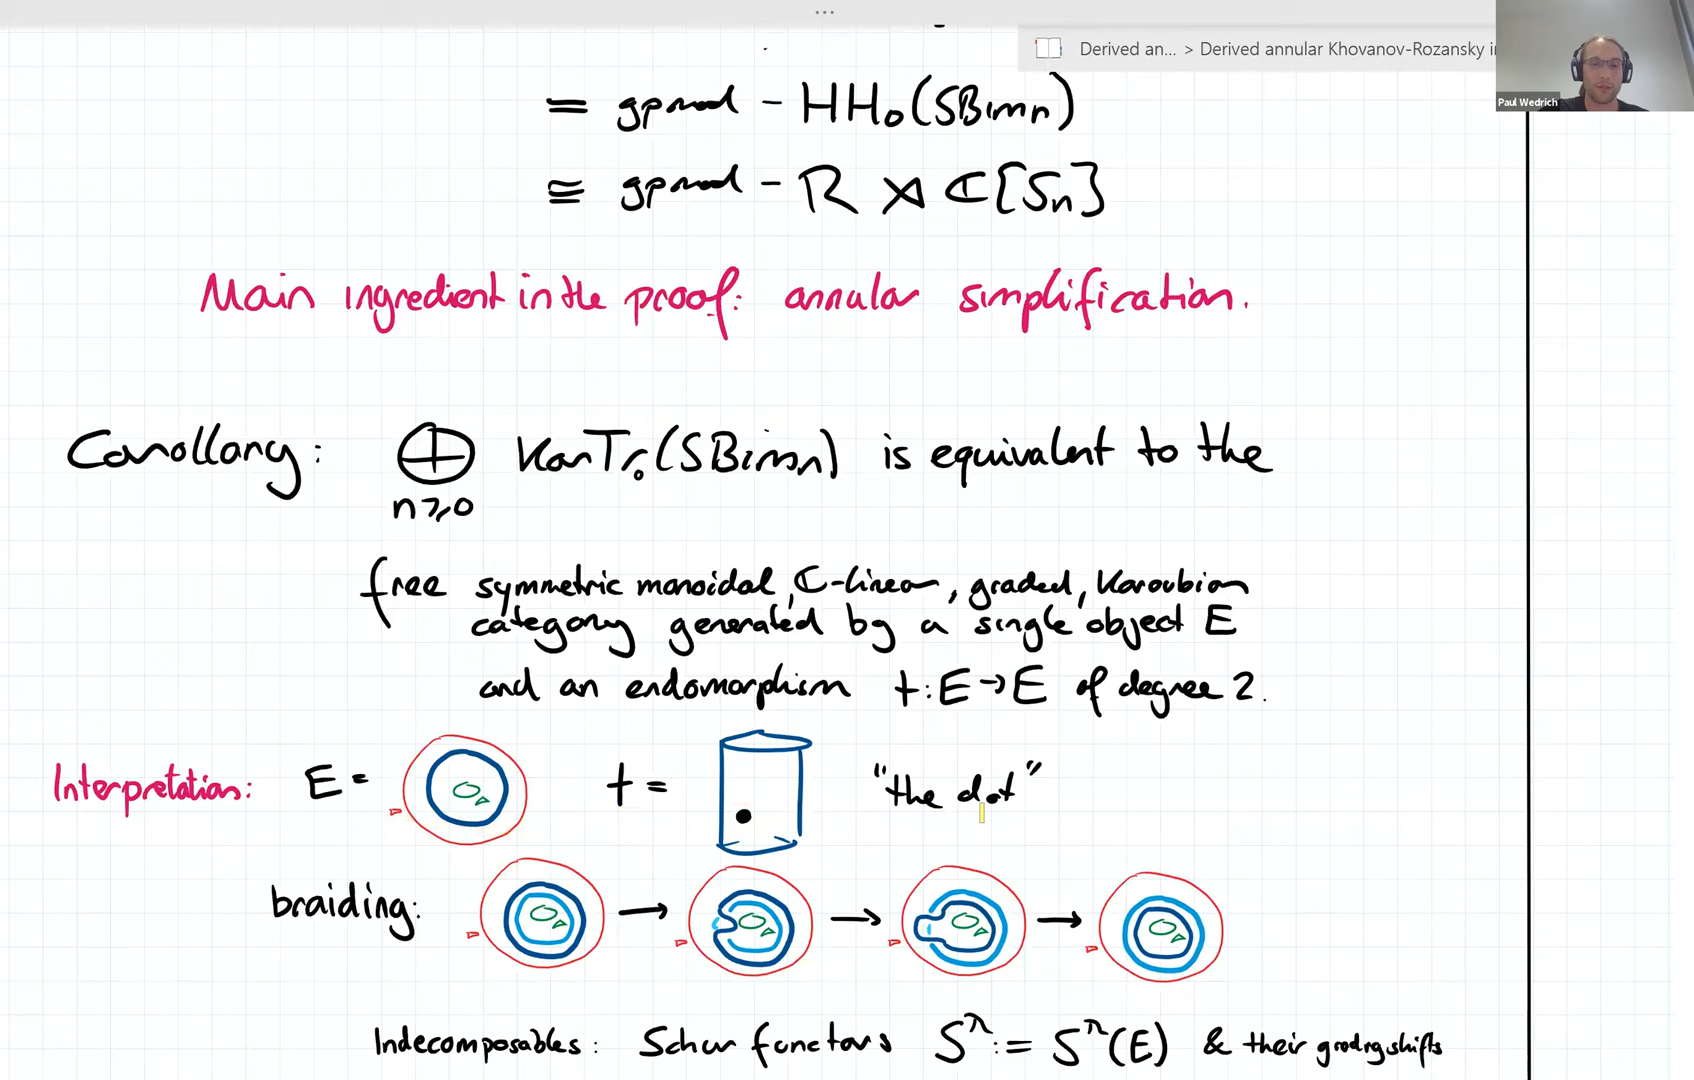 Derived an... > Derived annular Khovanov-Rozansky in
Paul Wedrich
= gpmod - HH₀(SBimₙ)
≅ gpmod - R ⋊ ℂ[Sₙ]
Main ingredient in the proof: annular simplification.
Corollary: ⊕ KarTr₀(SBimₙ) is equivalent to the
n≥0
free symmetric monoidal, ℂ-linear, graded, Karoubian
category generated by a single object E
and an endomorphism t: E → E of degree 2.
Interpretation: E = t = "the dot"
braiding: → → →
Indecomposables: Schur functors S^λ := S^λ(E) & their grading shifts